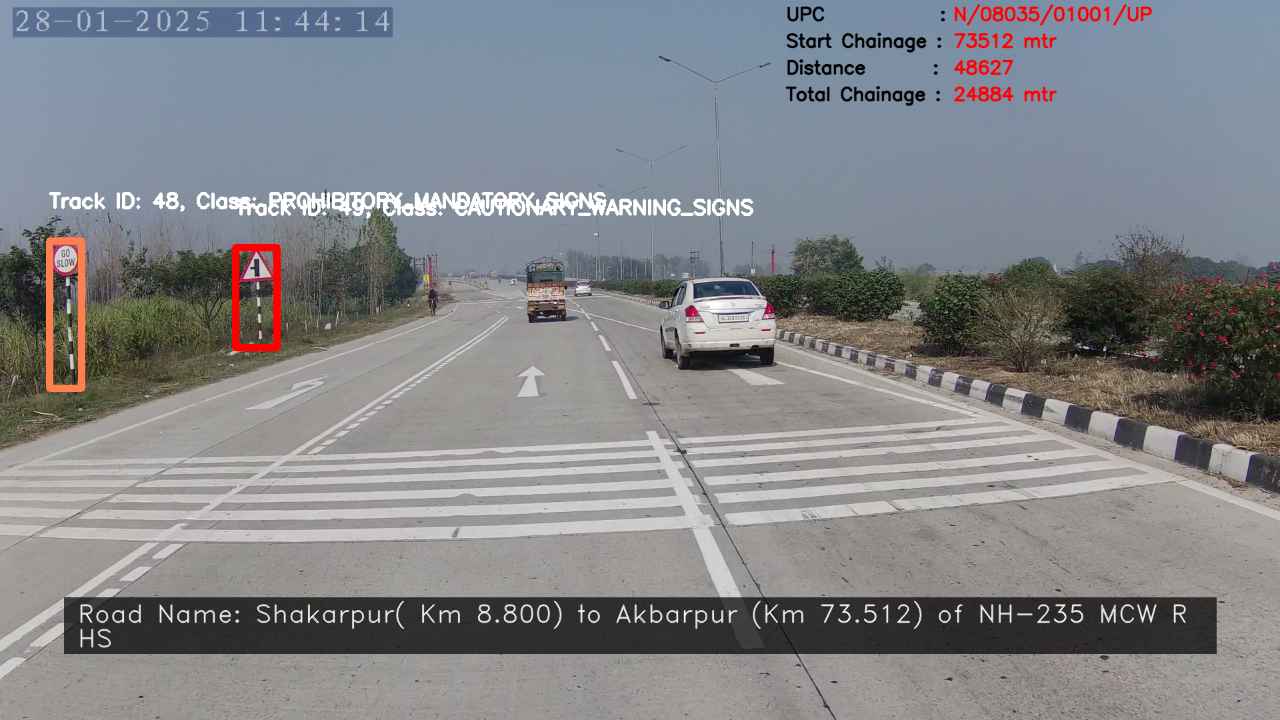 28-01-2025 11:44:14
UPC : N/08035/01001/UP
Start Chainage : 73512 mtr
Distance : 48627
Total Chainage : 24884 mtr
Track ID: 48, Class: PROHIBITORY_MANDATORY_SIGNS
Track ID: 49, Class: CAUTIONARY_WARNING_SIGNS
GO
SLOW
Road Name: Shakarpur( Km 8.800) to Akbarpur (Km 73.512) of NH-235 MCW R
HS